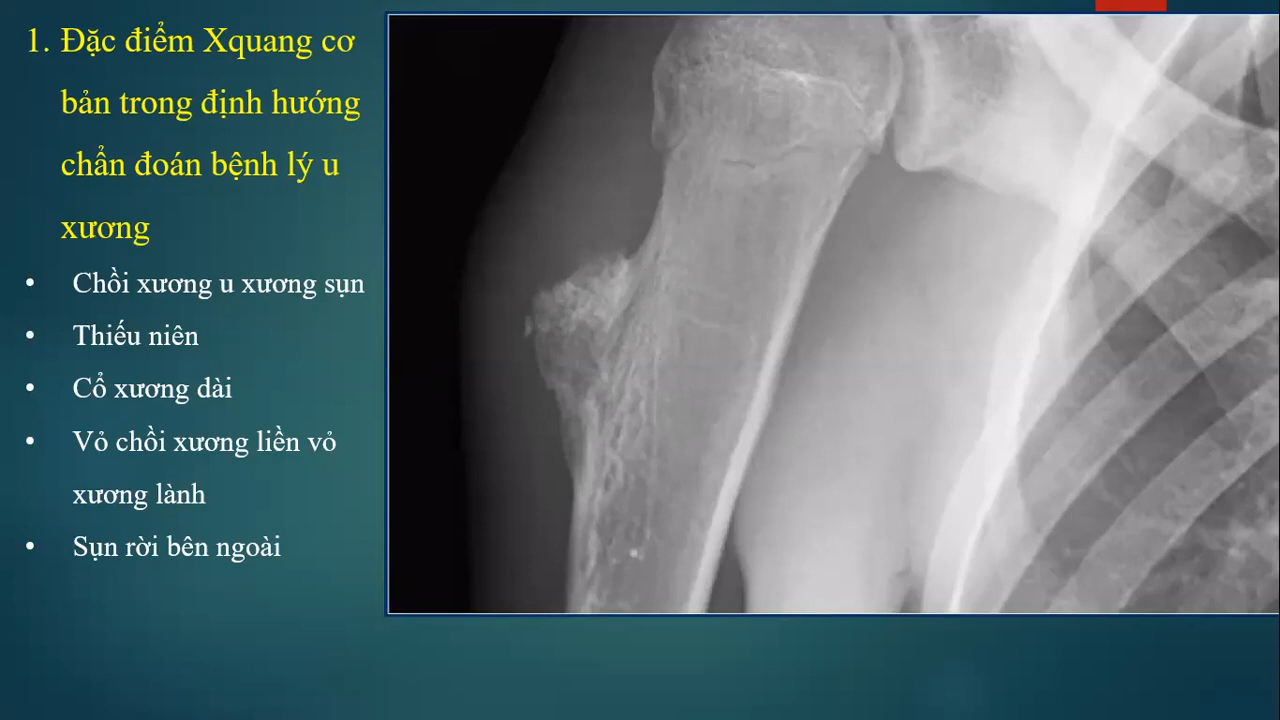 1. Đặc điểm Xquang cơ
bản trong định hướng
chẩn đoán bệnh lý u
xương
• Chồi xương u xương sụn
• Thiếu niên
• Cổ xương dài
• Vỏ chồi xương liền vỏ
xương lành
• Sụn rời bên ngoài